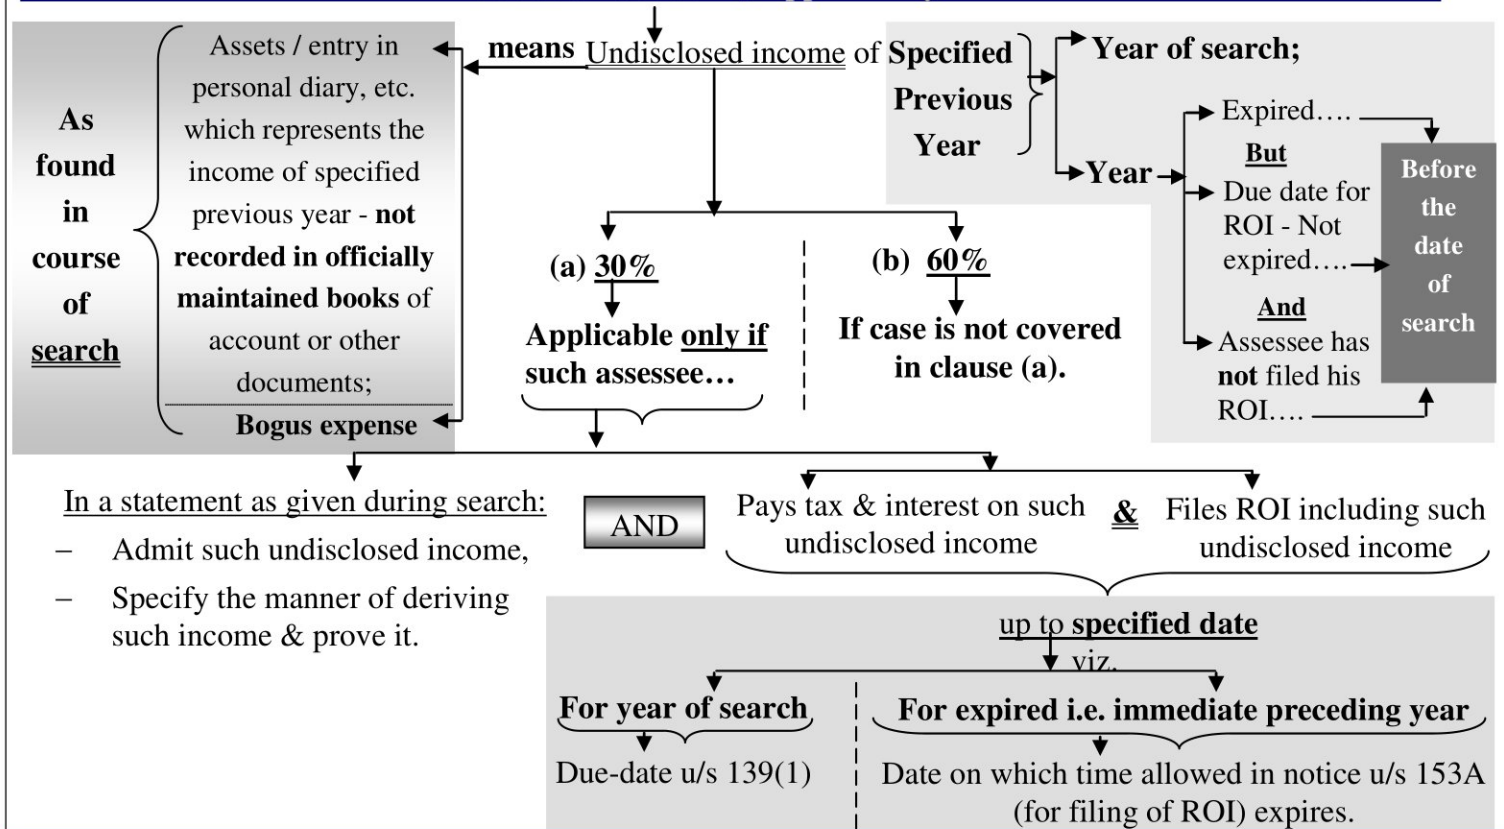 means Undisclosed income of Specified
Previous
Year
As
found
in
course
of
search
Assets / entry in
personal diary, etc.
which represents the
income of specified
previous year - not
recorded in officially
maintained books of
account or other
documents;
Bogus expense
Year of search;
Year
Expired….
But
Due date for
ROI - Not
expired….
And
Assessee has
not filed his
ROI….
Before
the
date
of
search
(a) 30%
Applicable only if
such assessee…
(b) 60%
If case is not covered
in clause (a).
In a statement as given during search:
– Admit such undisclosed income,
– Specify the manner of deriving
such income & prove it.
AND
Pays tax & interest on such
undisclosed income
&
Files ROI including such
undisclosed income
up to specified date
viz.
For year of search
Due-date u/s 139(1)
For expired i.e. immediate preceding year
Date on which time allowed in notice u/s 153A
(for filing of ROI) expires.